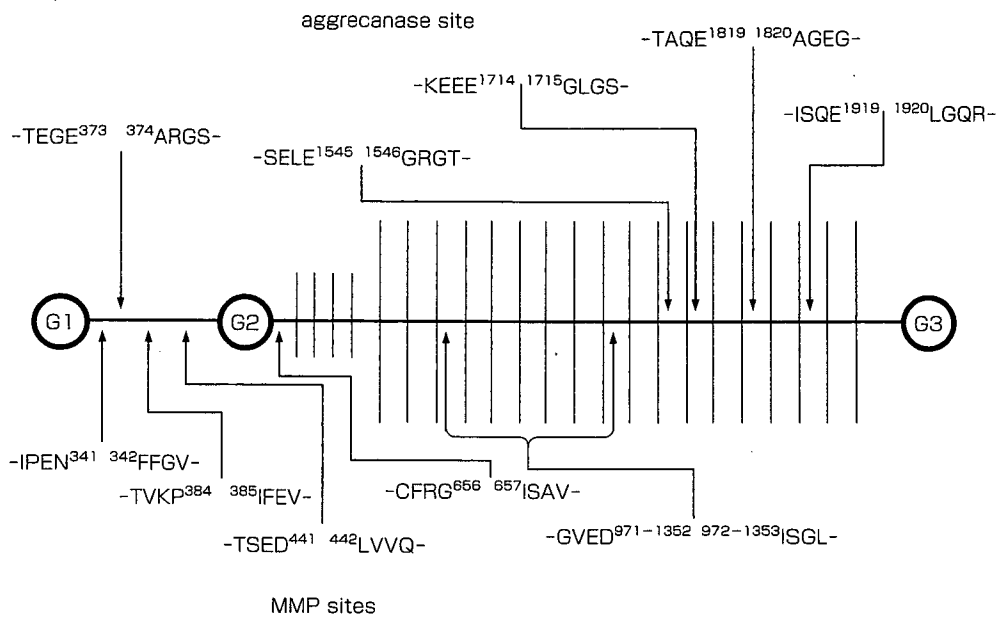 aggrecanase site
-TAQE1819 1820AGEG-
-KEEE1714 1715GLGS-
-ISQE1919 1920LGQR-
-TEGE373 374ARGS-
-SELE1545 1546GRGT-
G1
G2
G3
-IPEN341 342FFGV-
-TVKP384 385IFEV-
-CFRG656 657ISAV-
-TSED441 442LVVQ-
-GVED971-1352 972-1353ISGL-
MMP sites